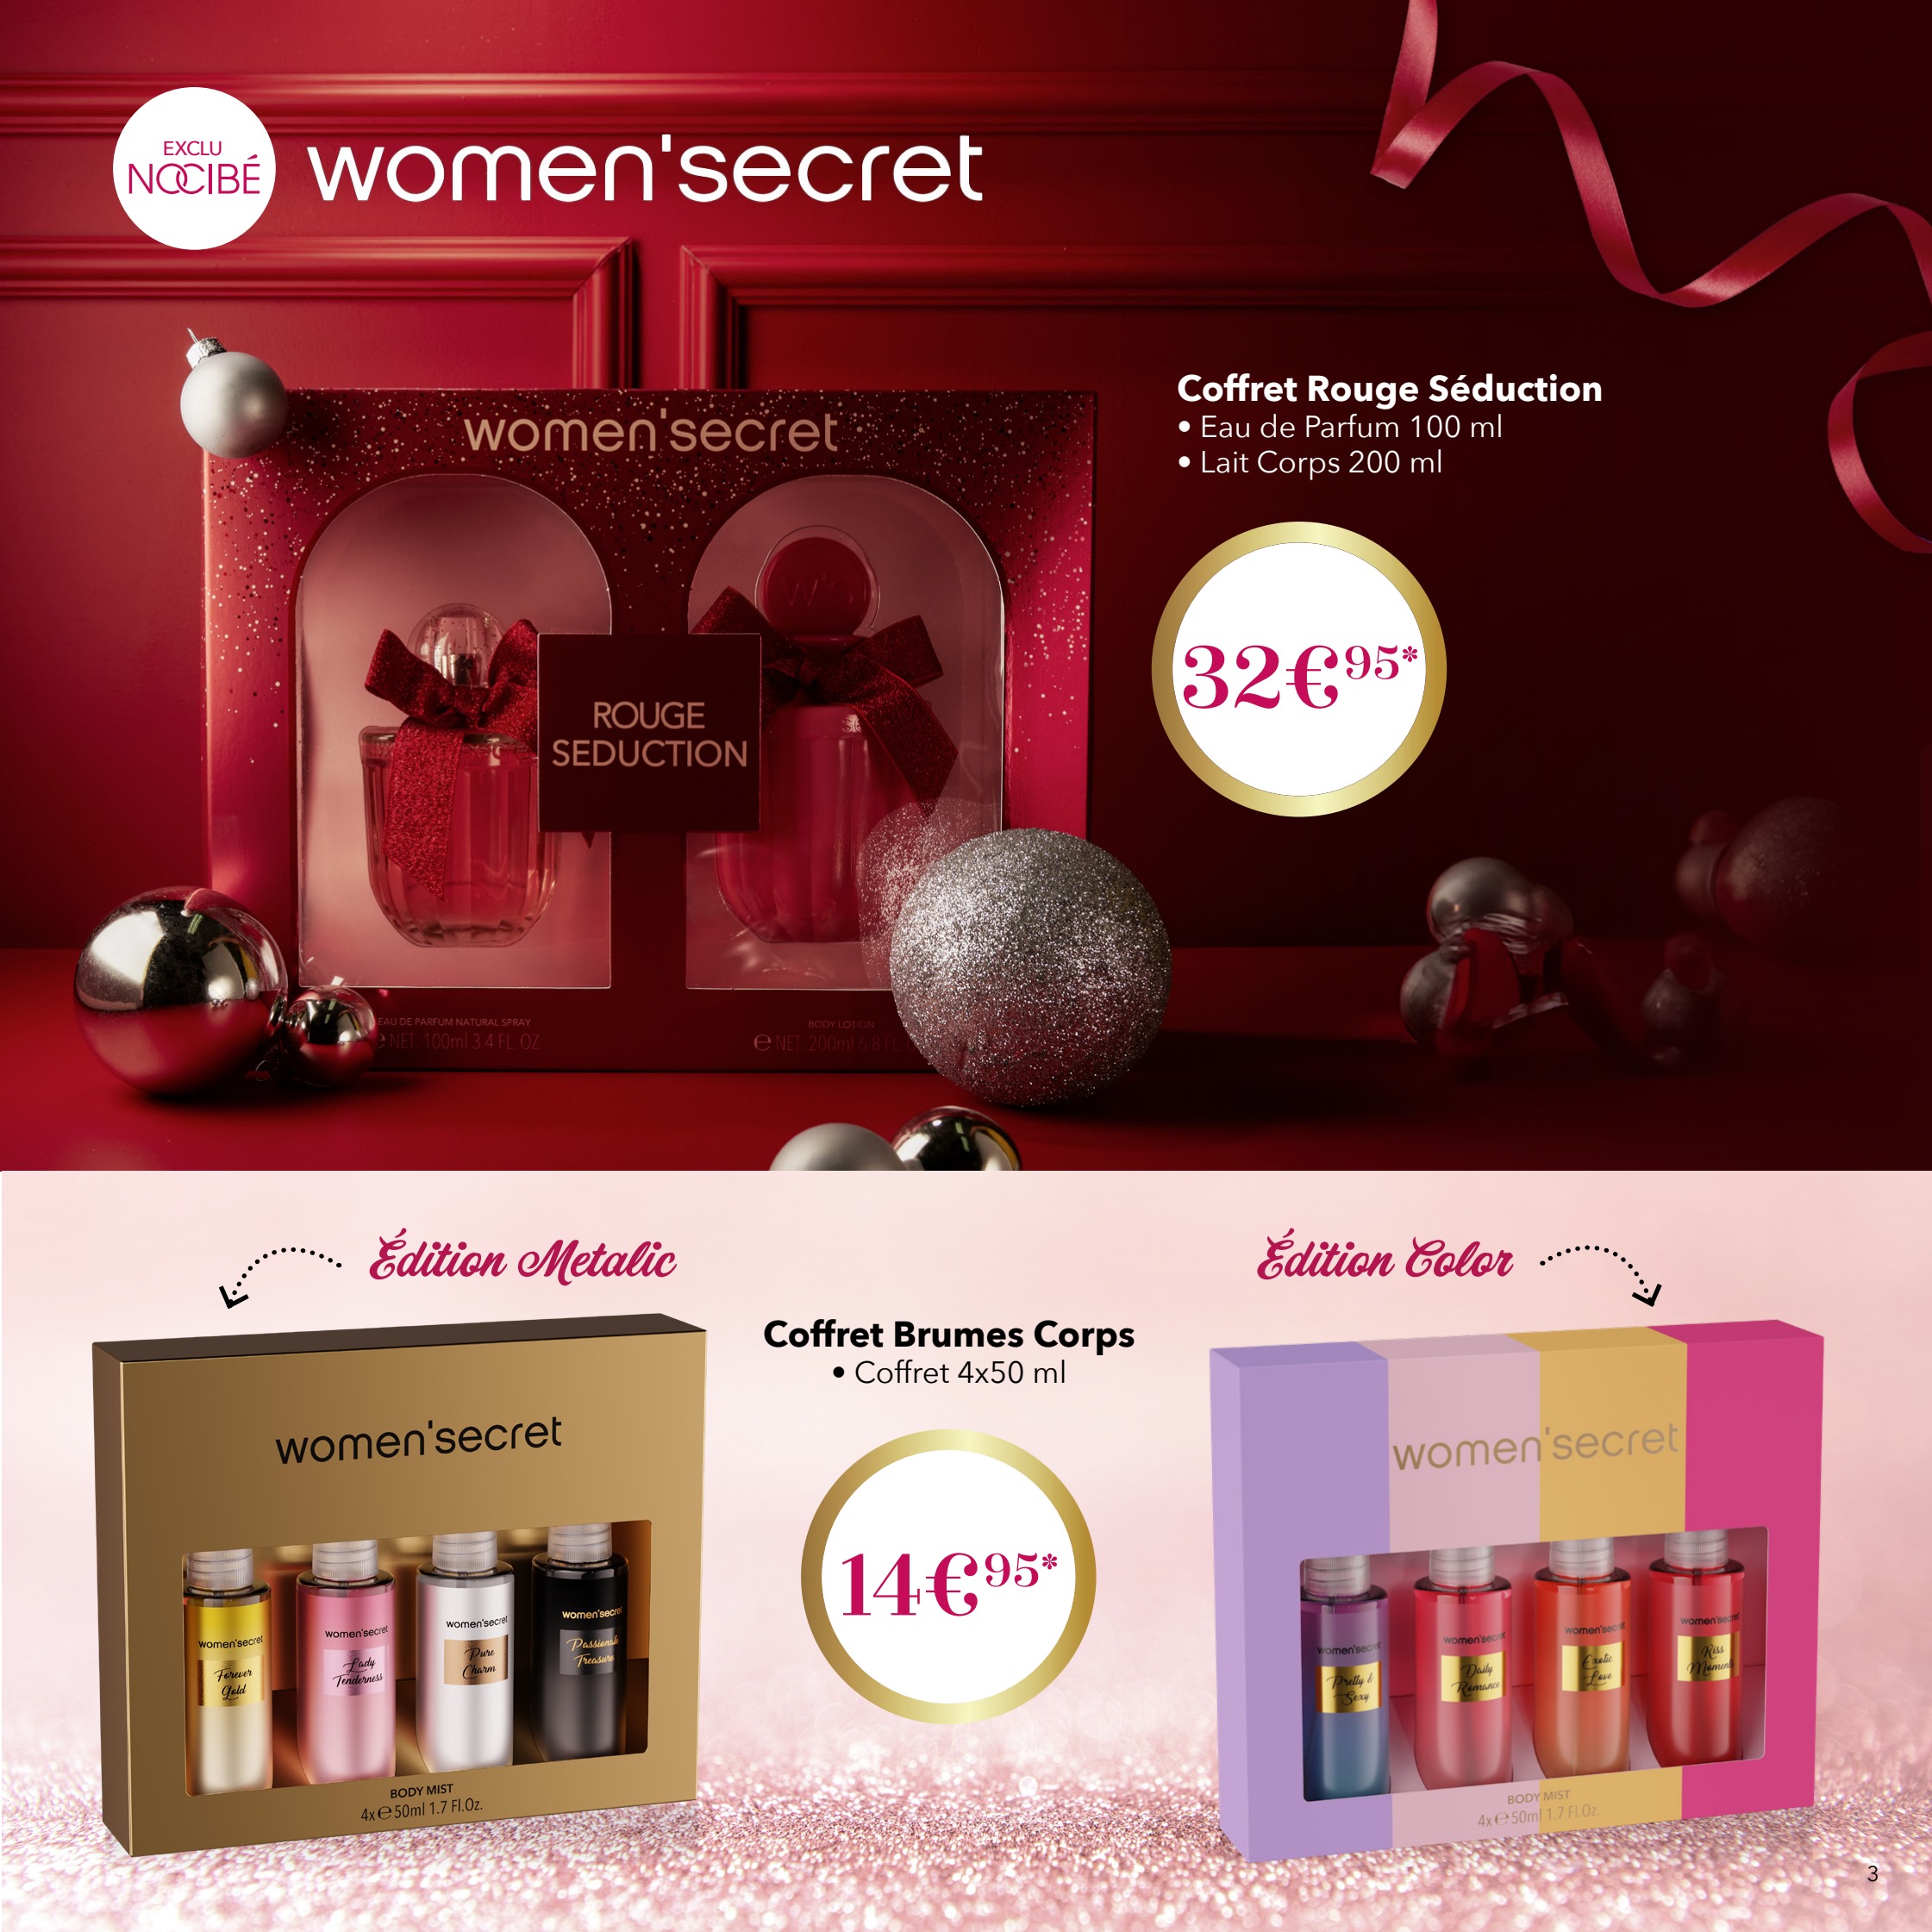 EXCLU
NOCIBÉ
women'secret
Coffret Rouge Séduction
• Eau de Parfum 100 ml
• Lait Corps 200 ml
32€95*
women'secret
ROUGE
SEDUCTION
EAU DE PARFUM NATURAL SPRAY
e NET. 100ml 3.4 FL. OZ.
BODY LOTION
e NET. 200ml 6.8 FL
Édition Metalic
Édition Color
Coffret Brumes Corps
• Coffret 4x50 ml
14€95*
women'secret
women'secret
Forever
Gold
women'secret
Lady
Tenderness
women'secret
Pure
Charm
women'secret
Passionate
Treasure
BODY MIST
4x e 50ml 1.7 Fl.Oz.
women'secret
women'secret
Pretty &
Sexy
women'secret
Daily
Romance
women'secret
Exotic
Love
women'secret
Kiss
Moments
BODY MIST
4x e 50ml 1.7 Fl.Oz.
3